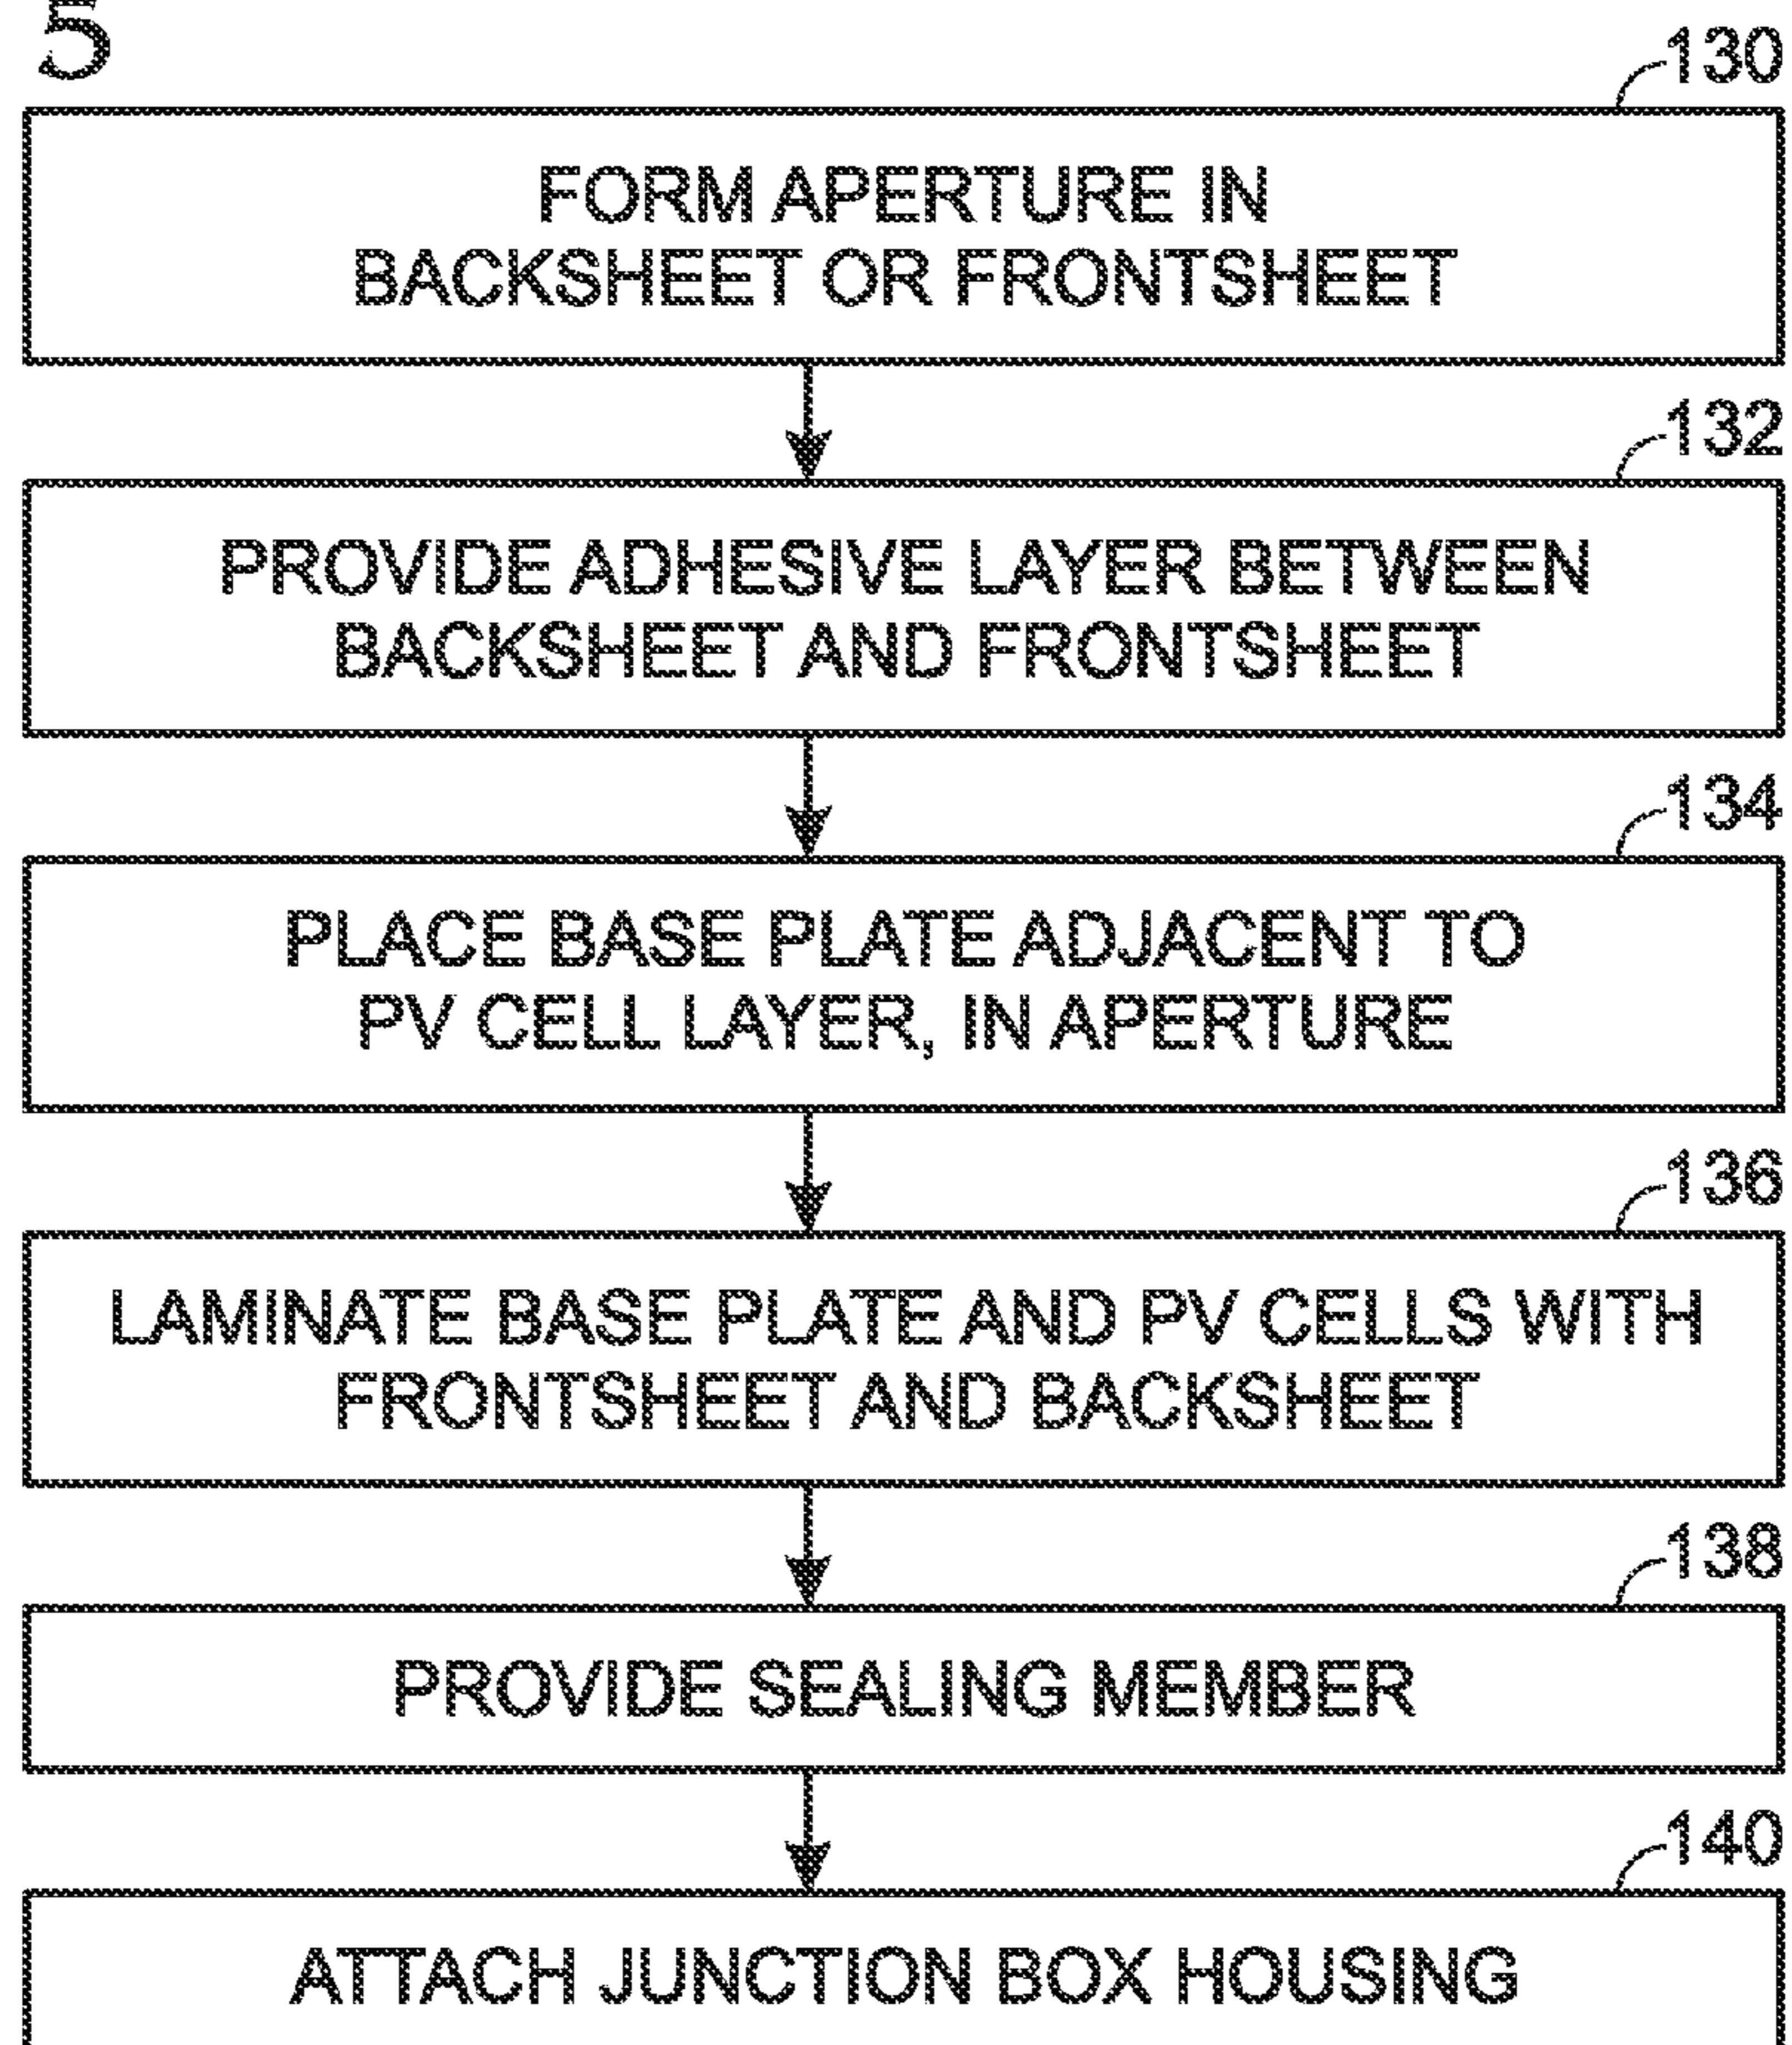 5
130
FORM APERTURE IN
BACKSHEET OR FRONTSHEET
132
PROVIDE ADHESIVE LAYER BETWEEN
BACKSHEET AND FRONTSHEET
134
PLACE BASE PLATE ADJACENT TO
PV CELL LAYER, IN APERTURE
136
LAMINATE BASE PLATE AND PV CELLS WITH
FRONTSHEET AND BACKSHEET
138
PROVIDE SEALING MEMBER
140
ATTACH JUNCTION BOX HOUSING